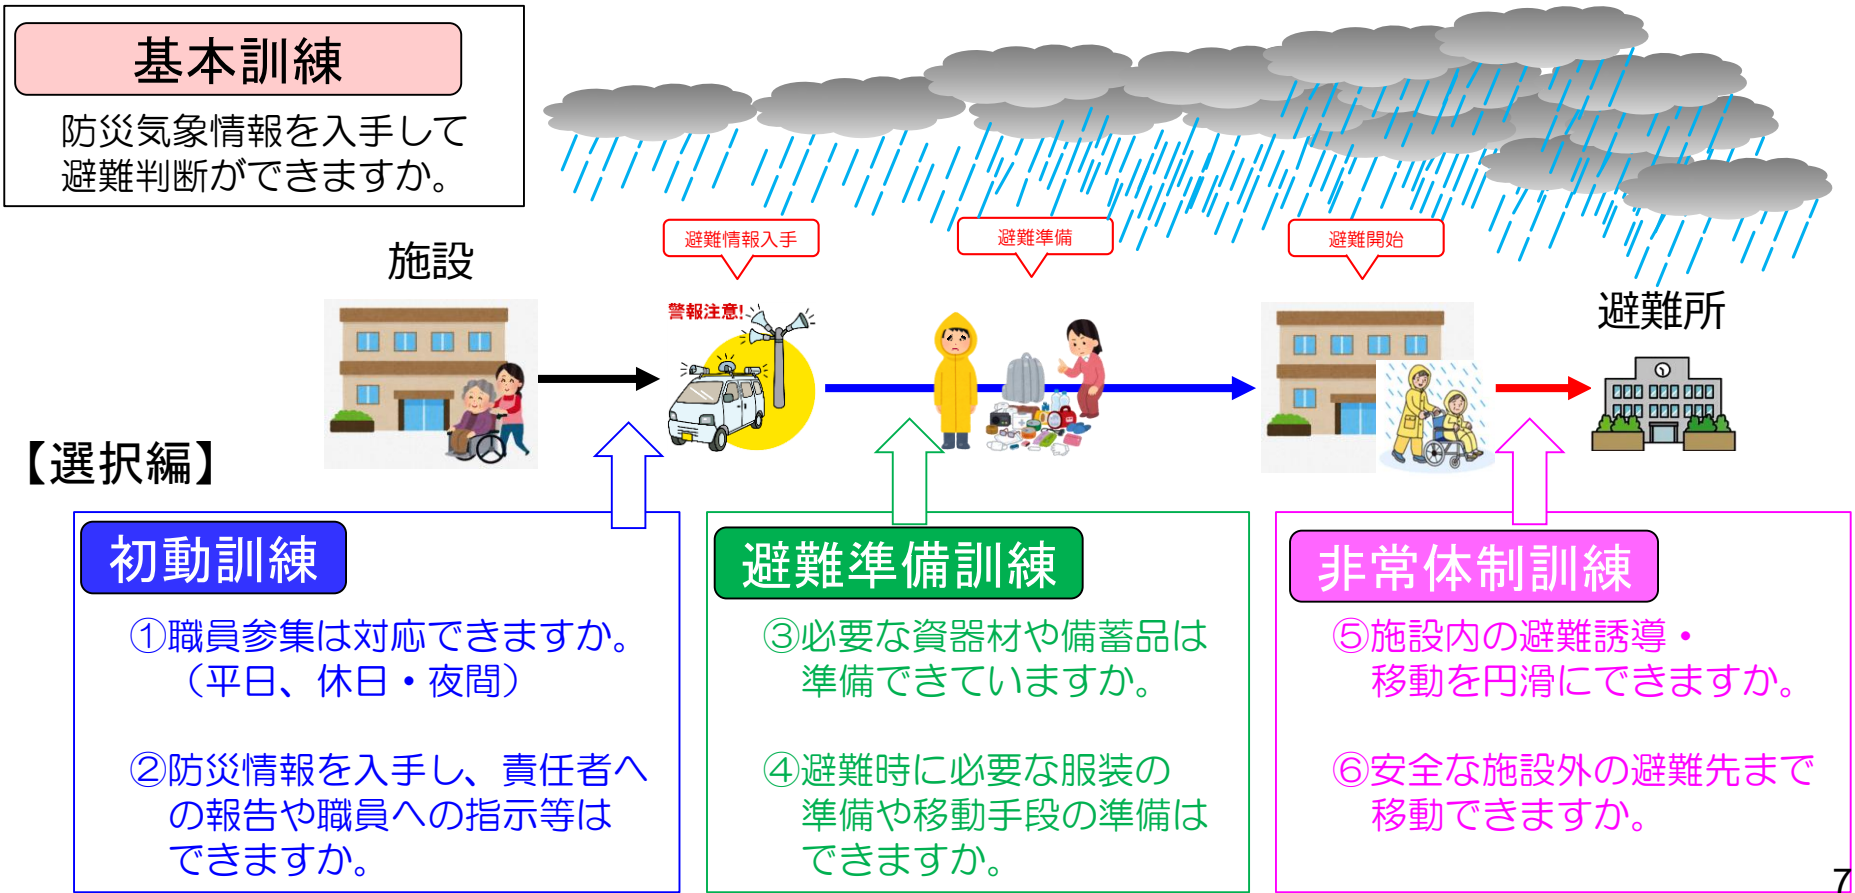 基本訓練
防災気象情報を入手して
避難判断ができますか。
避難情報入手
避難準備
避難開始
施設
避難所
警報注意!
【選択編】
初動訓練
①職員参集は対応できますか。
（平日、休日・夜間）
②防災情報を入手し、責任者へ
の報告や職員への指示等は
できますか。
避難準備訓練
③必要な資器材や備蓄品は
準備できていますか。
④避難時に必要な服装の
準備や移動手段の準備は
できますか。
非常体制訓練
⑤施設内の避難誘導・
移動を円滑にできますか。
⑥安全な施設外の避難先まで
移動できますか。
7